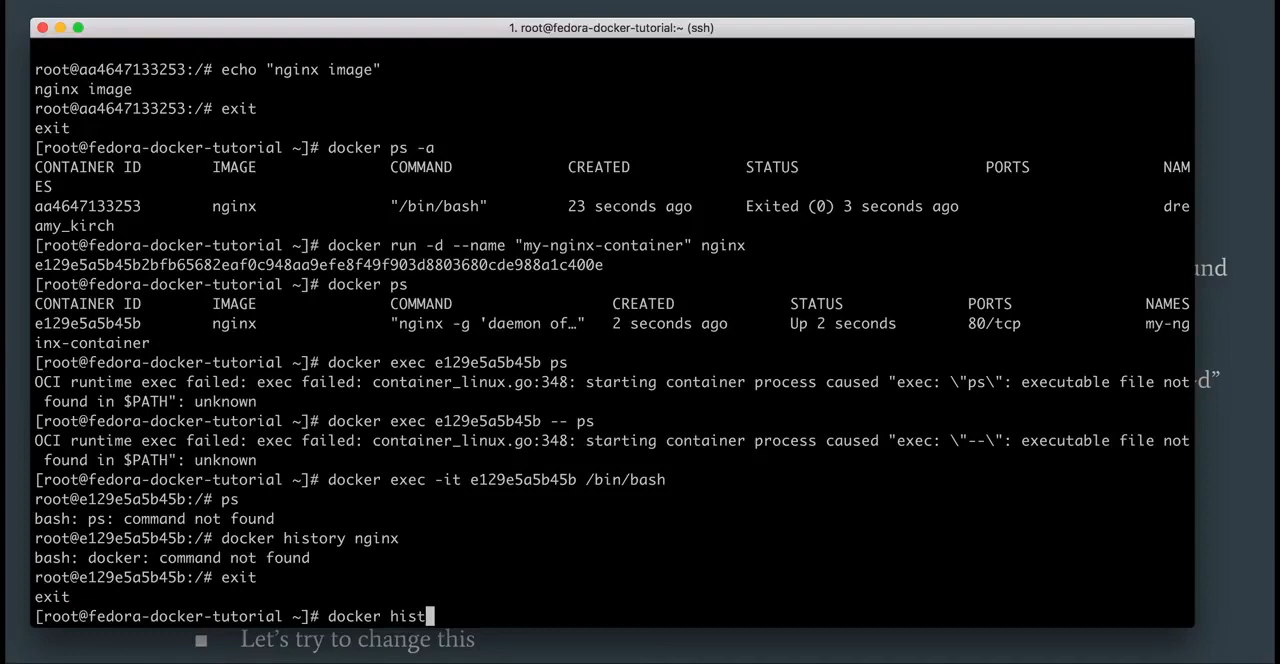 1. root@fedora-docker-tutorial:~ (ssh)
root@aa4647133253:/# echo "nginx image"
nginx image
root@aa4647133253:/# exit
exit
[root@fedora-docker-tutorial ~]# docker ps -a
CONTAINER ID IMAGE COMMAND CREATED STATUS PORTS NAM
ES
aa4647133253 nginx "/bin/bash" 23 seconds ago Exited (0) 3 seconds ago dre
amy_kirch
[root@fedora-docker-tutorial ~]# docker run -d --name "my-nginx-container" nginx
e129e5a5b45b2bfb65682eaf0c948aa9efe8f49f903d8803680cde988a1c400e
[root@fedora-docker-tutorial ~]# docker ps
CONTAINER ID IMAGE COMMAND CREATED STATUS PORTS NAMES
e129e5a5b45b nginx "nginx -g 'daemon of…" 2 seconds ago Up 2 seconds 80/tcp my-ng
inx-container
[root@fedora-docker-tutorial ~]# docker exec e129e5a5b45b ps
OCI runtime exec failed: exec failed: container_linux.go:348: starting container process caused "exec: \"ps\": executable file not
found in $PATH": unknown
[root@fedora-docker-tutorial ~]# docker exec e129e5a5b45b -- ps
OCI runtime exec failed: exec failed: container_linux.go:348: starting container process caused "exec: \"--\": executable file not
found in $PATH": unknown
[root@fedora-docker-tutorial ~]# docker exec -it e129e5a5b45b /bin/bash
root@e129e5a5b45b:/# ps
bash: ps: command not found
root@e129e5a5b45b:/# docker history nginx
bash: docker: command not found
root@e129e5a5b45b:/# exit
exit
[root@fedora-docker-tutorial ~]# docker hist
■ Let's try to change this